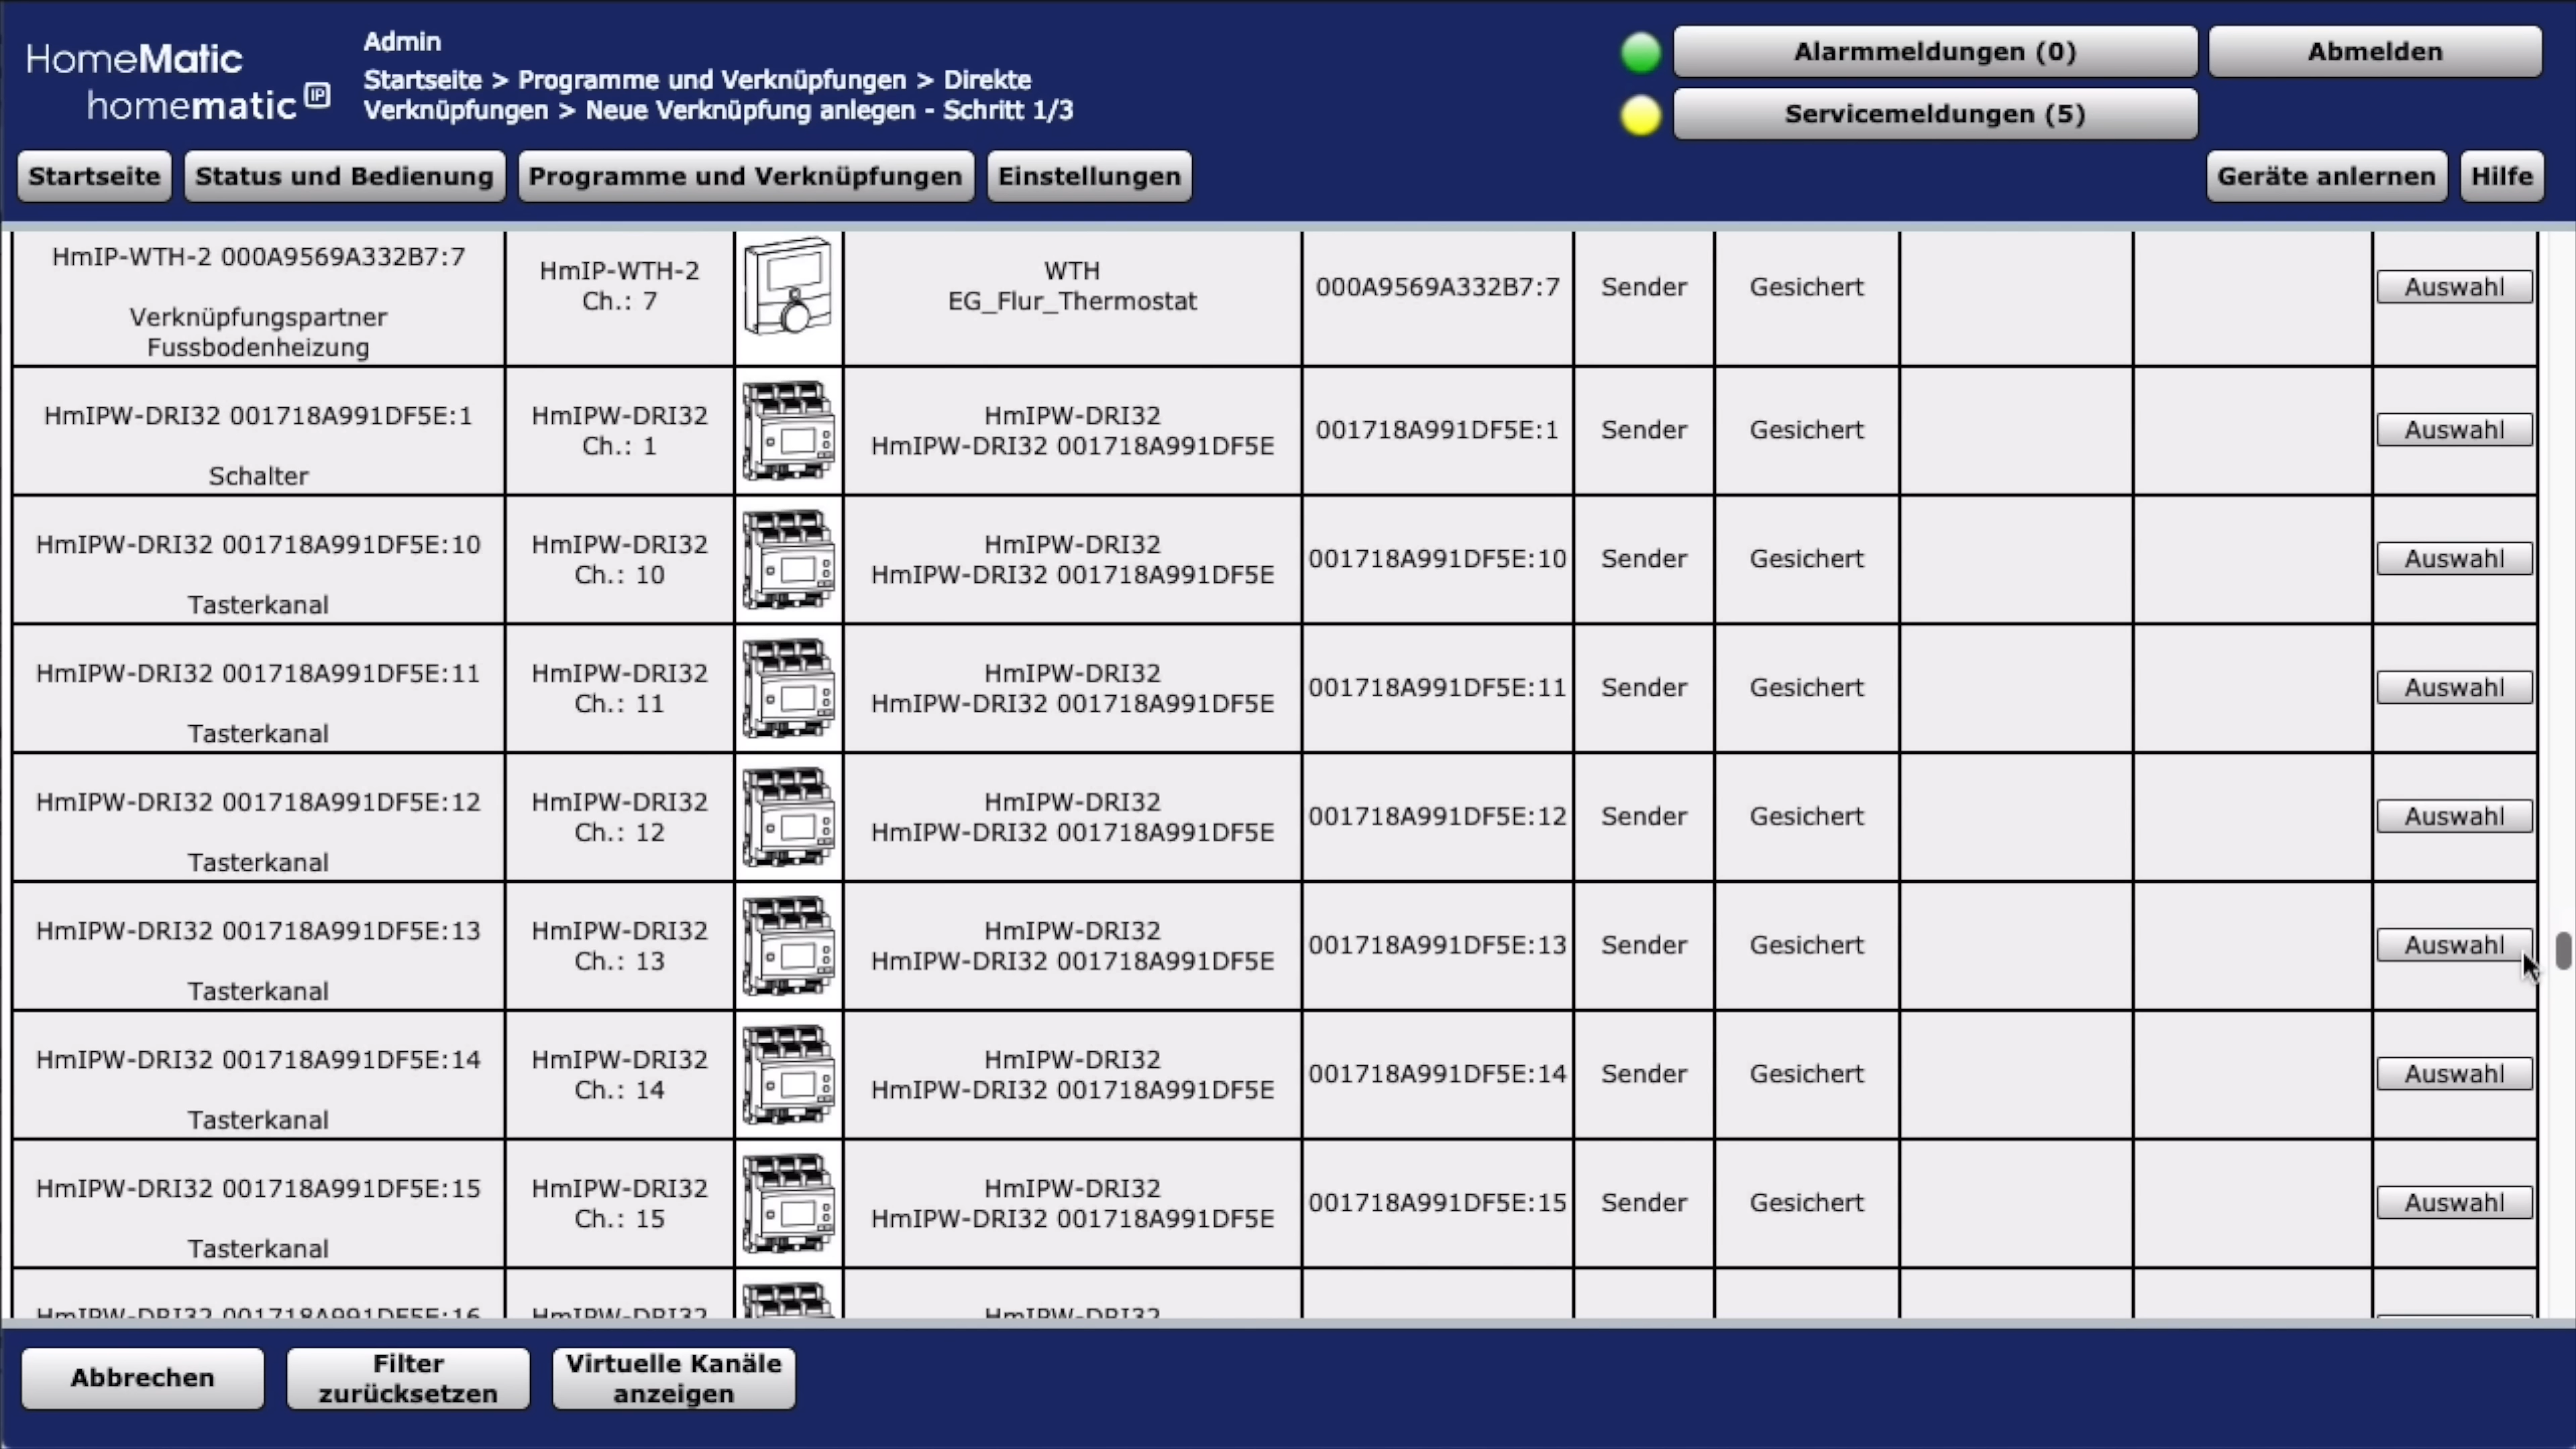 HomeMatic
homematic IP
Admin
Startseite > Programme und Verknüpfungen > Direkte
Verknüpfungen > Neue Verknüpfung anlegen - Schritt 1/3
Alarmmeldungen (0)
Abmelden
Servicemeldungen (5)
Startseite
Status und Bedienung
Programme und Verknüpfungen
Einstellungen
Geräte anlernen
Hilfe
HmIP-WTH-2 000A9569A332B7:7
Verknüpfungspartner
Fussbodenheizung
HmIP-WTH-2
Ch.: 7
WTH
EG_Flur_Thermostat
000A9569A332B7:7
Sender
Gesichert
Auswahl
HmIPW-DRI32 001718A991DF5E:1
Schalter
HmIPW-DRI32
Ch.: 1
HmIPW-DRI32
HmIPW-DRI32 001718A991DF5E
001718A991DF5E:1
Sender
Gesichert
Auswahl
HmIPW-DRI32 001718A991DF5E:10
Tasterkanal
HmIPW-DRI32
Ch.: 10
HmIPW-DRI32
HmIPW-DRI32 001718A991DF5E
001718A991DF5E:10
Sender
Gesichert
Auswahl
HmIPW-DRI32 001718A991DF5E:11
Tasterkanal
HmIPW-DRI32
Ch.: 11
HmIPW-DRI32
HmIPW-DRI32 001718A991DF5E
001718A991DF5E:11
Sender
Gesichert
Auswahl
HmIPW-DRI32 001718A991DF5E:12
Tasterkanal
HmIPW-DRI32
Ch.: 12
HmIPW-DRI32
HmIPW-DRI32 001718A991DF5E
001718A991DF5E:12
Sender
Gesichert
Auswahl
HmIPW-DRI32 001718A991DF5E:13
Tasterkanal
HmIPW-DRI32
Ch.: 13
HmIPW-DRI32
HmIPW-DRI32 001718A991DF5E
001718A991DF5E:13
Sender
Gesichert
Auswahl
HmIPW-DRI32 001718A991DF5E:14
Tasterkanal
HmIPW-DRI32
Ch.: 14
HmIPW-DRI32
HmIPW-DRI32 001718A991DF5E
001718A991DF5E:14
Sender
Gesichert
Auswahl
HmIPW-DRI32 001718A991DF5E:15
Tasterkanal
HmIPW-DRI32
Ch.: 15
HmIPW-DRI32
HmIPW-DRI32 001718A991DF5E
001718A991DF5E:15
Sender
Gesichert
Auswahl
HmIPW-DRI32 001718A991DF5E:16
HmIPW-DRI32
HmIPW-DRI32
Abbrechen
Filter
zurücksetzen
Virtuelle Kanäle
anzeigen